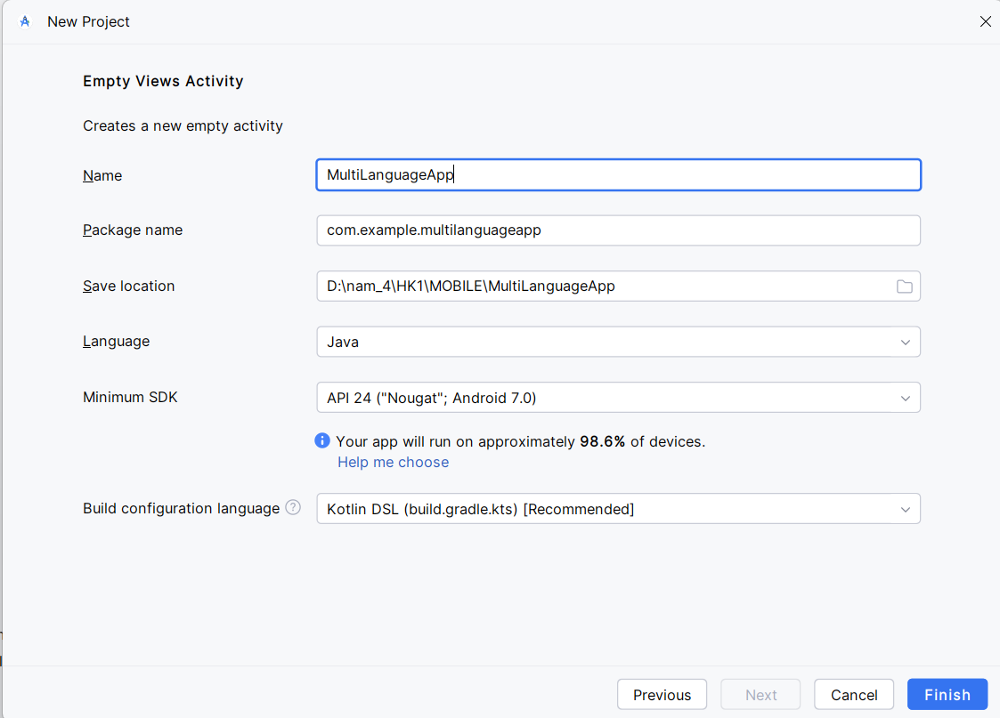 New Project
Empty Views Activity
Creates a new empty activity
Name MultiLanguageApp
Package name com.example.multilanguageapp
Save location D:\nam_4\HK1\MOBILE\MultiLanguageApp
Language Java
Minimum SDK API 24 ("Nougat"; Android 7.0)
Your app will run on approximately 98.6% of devices.
Help me choose
Build configuration language Kotlin DSL (build.gradle.kts) [Recommended]
Previous Next Cancel Finish